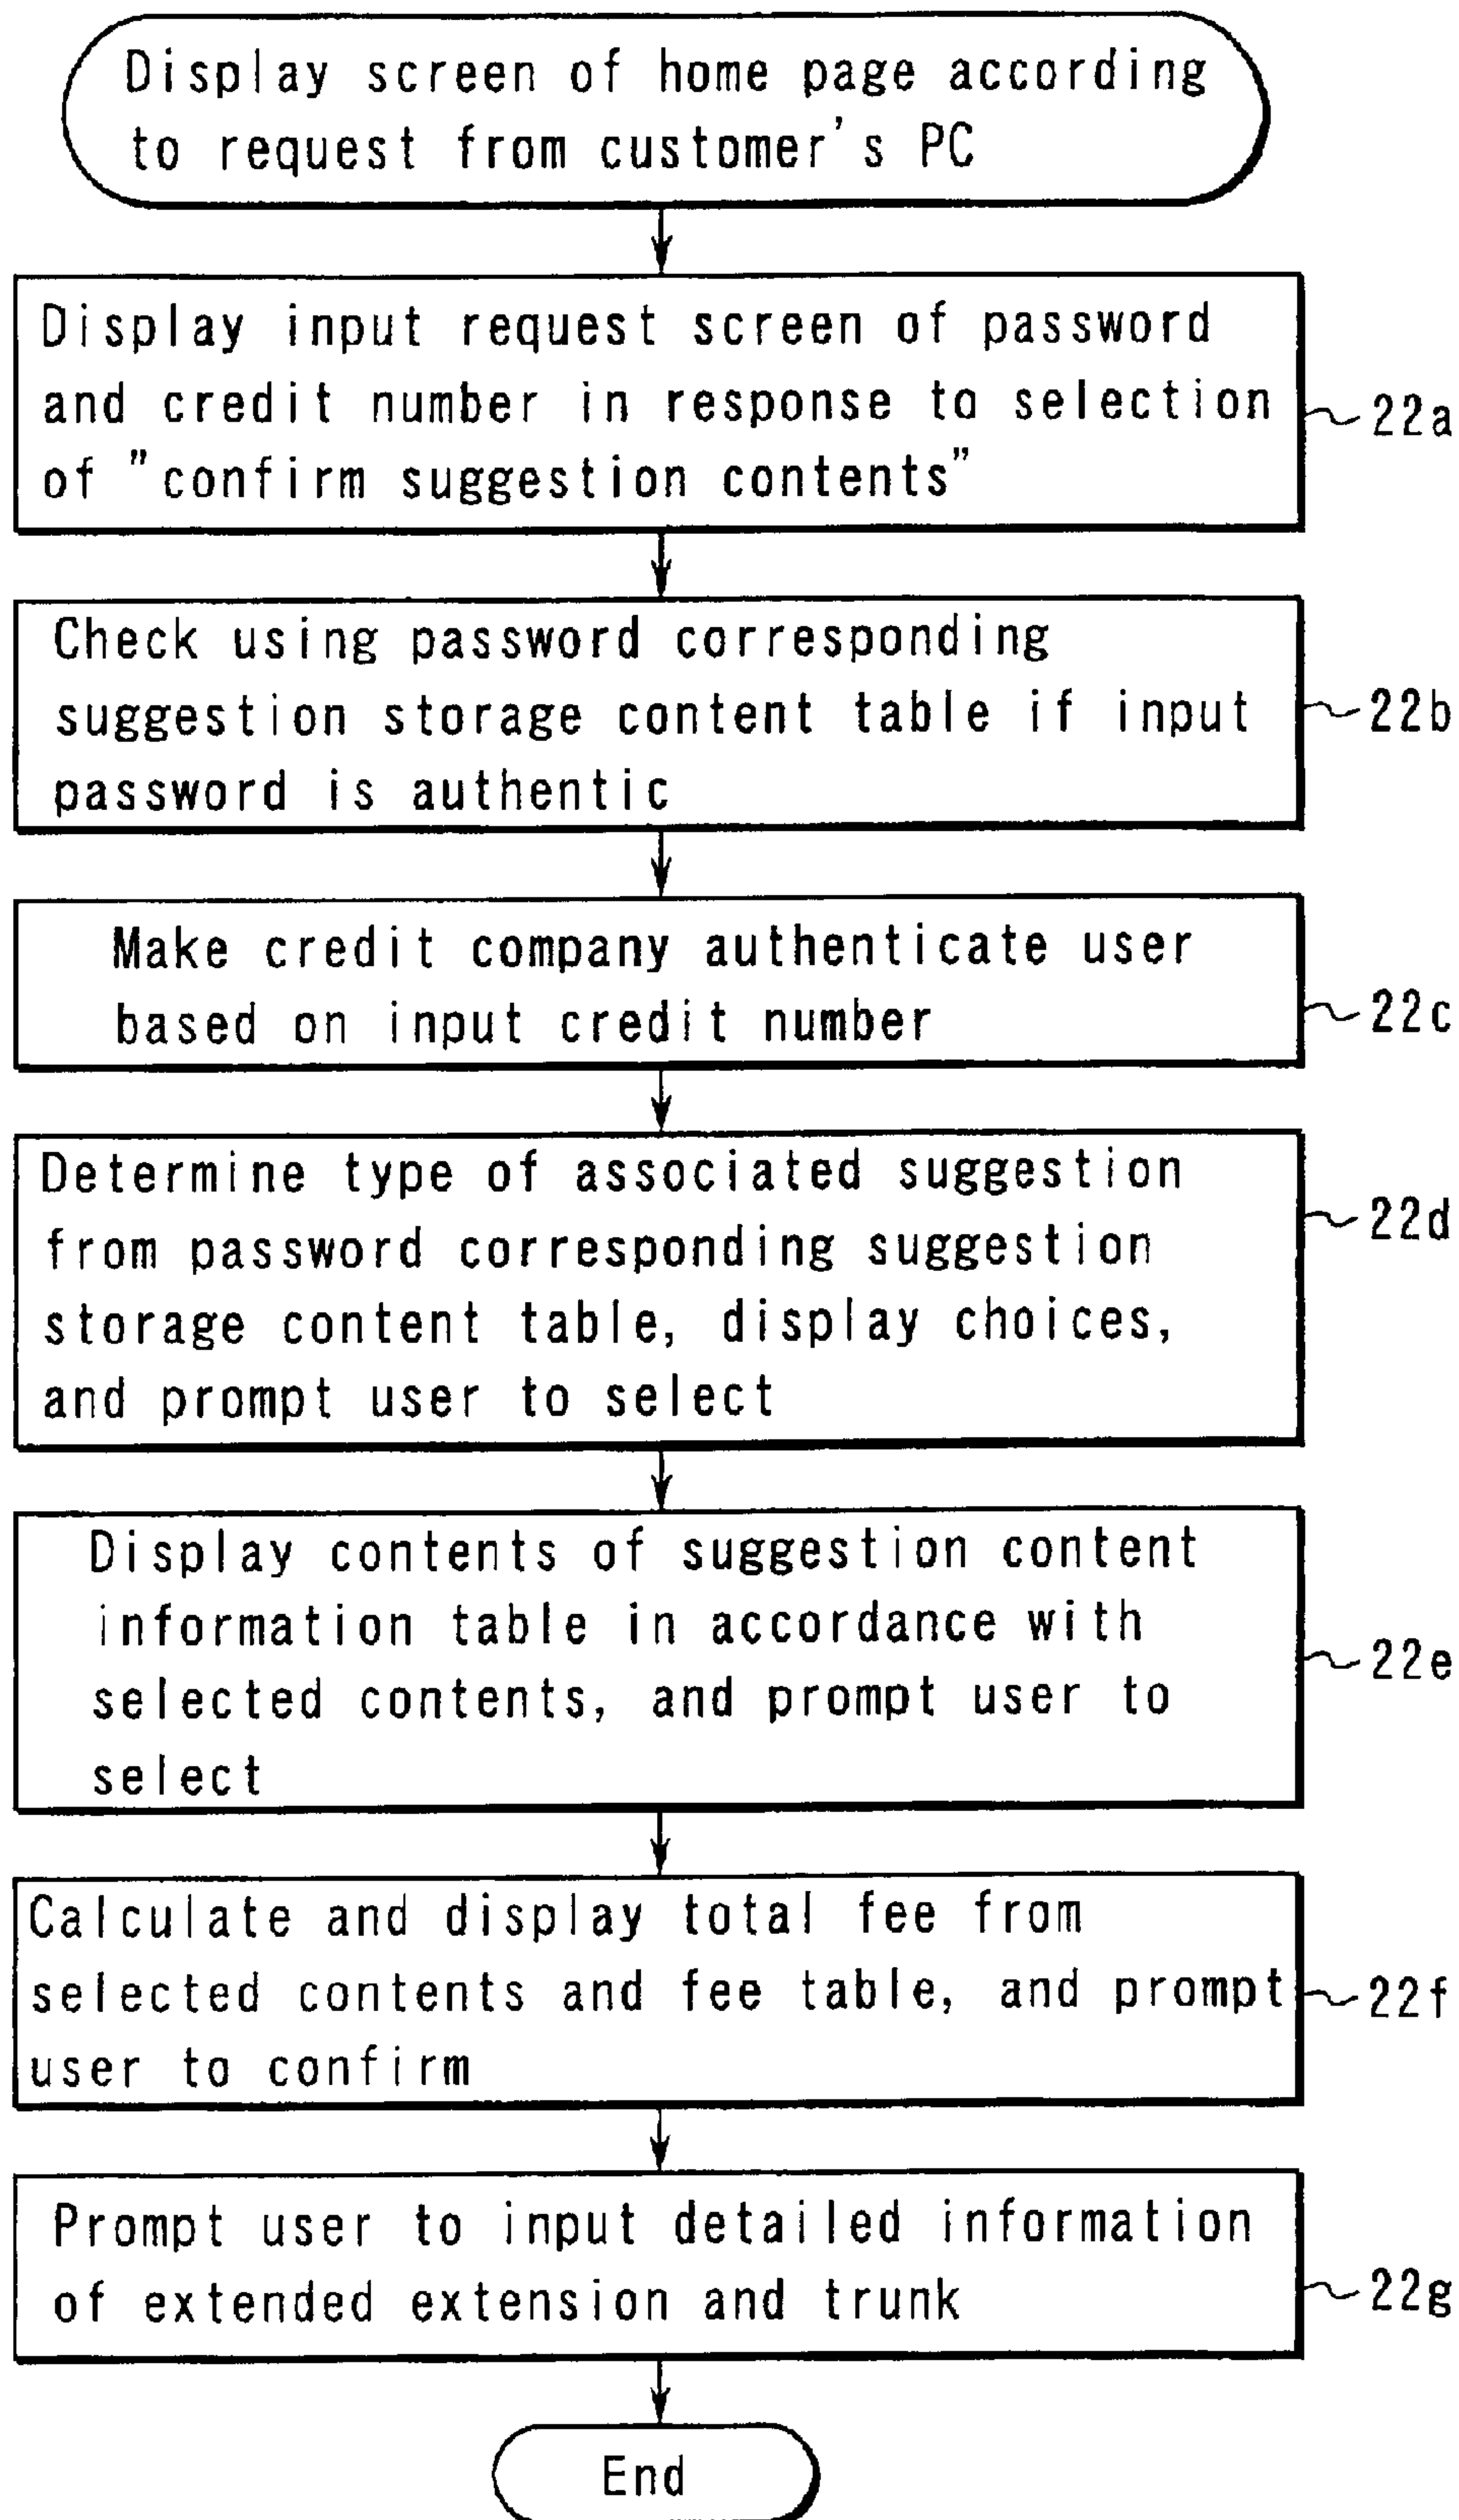 Display screen of home page according
to request from customer's PC
Display input request screen of password
and credit number in response to selection
of "confirm suggestion contents"
22a
Check using password corresponding
suggestion storage content table if input
password is authentic
22b
Make credit company authenticate user
based on input credit number
22c
Determine type of associated suggestion
from password corresponding suggestion
storage content table, display choices,
and prompt user to select
22d
Display contents of suggestion content
information table in accordance with
selected contents, and prompt user to
select
22e
Calculate and display total fee from
selected contents and fee table, and prompt
user to confirm
22f
Prompt user to input detailed information
of extended extension and trunk
22g
End